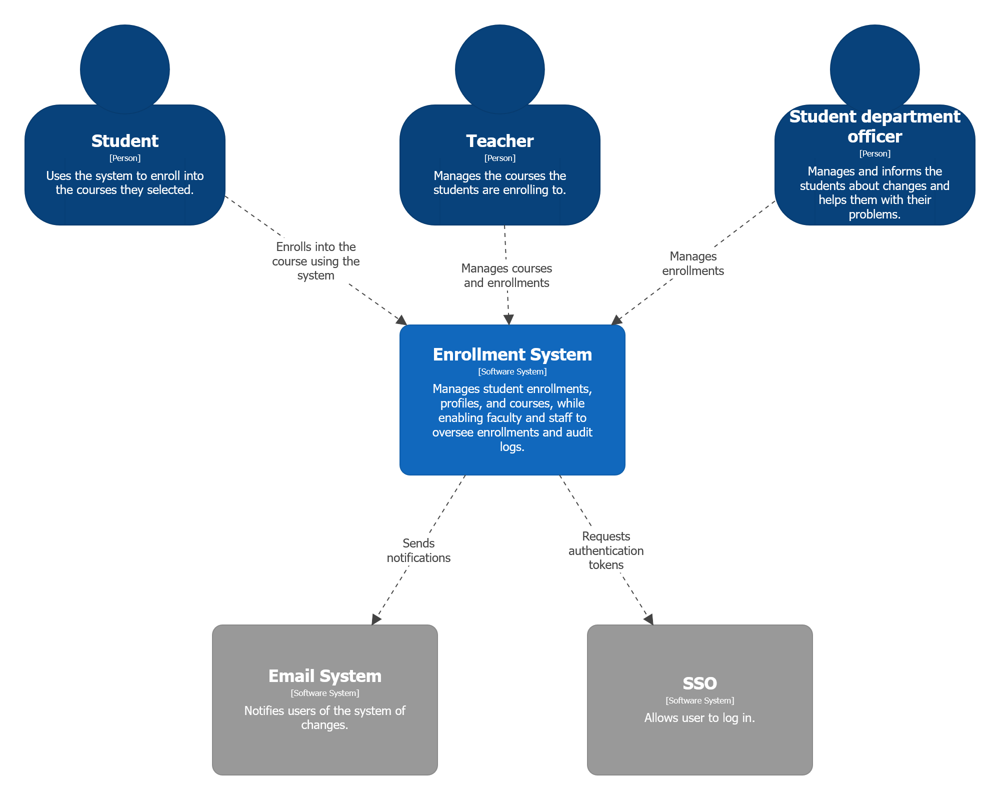 Student
[Person]
Uses the system to enroll into
the courses they selected.
Teacher
[Person]
Manages the courses the
students are enrolling to.
Student department
officer
[Person]
Manages and informs the
students about changes and
helps them with their
problems.
Enrolls into the
course using the
system
Manages courses
and enrollments
Manages
enrollments
Enrollment System
[Software System]
Manages student enrollments,
profiles, and courses, while
enabling faculty and staff to
oversee enrollments and audit
logs.
Sends
notifications
Requests
authentication
tokens
Email System
[Software System]
Notifies users of the system of
changes.
SSO
[Software System]
Allows user to log in.